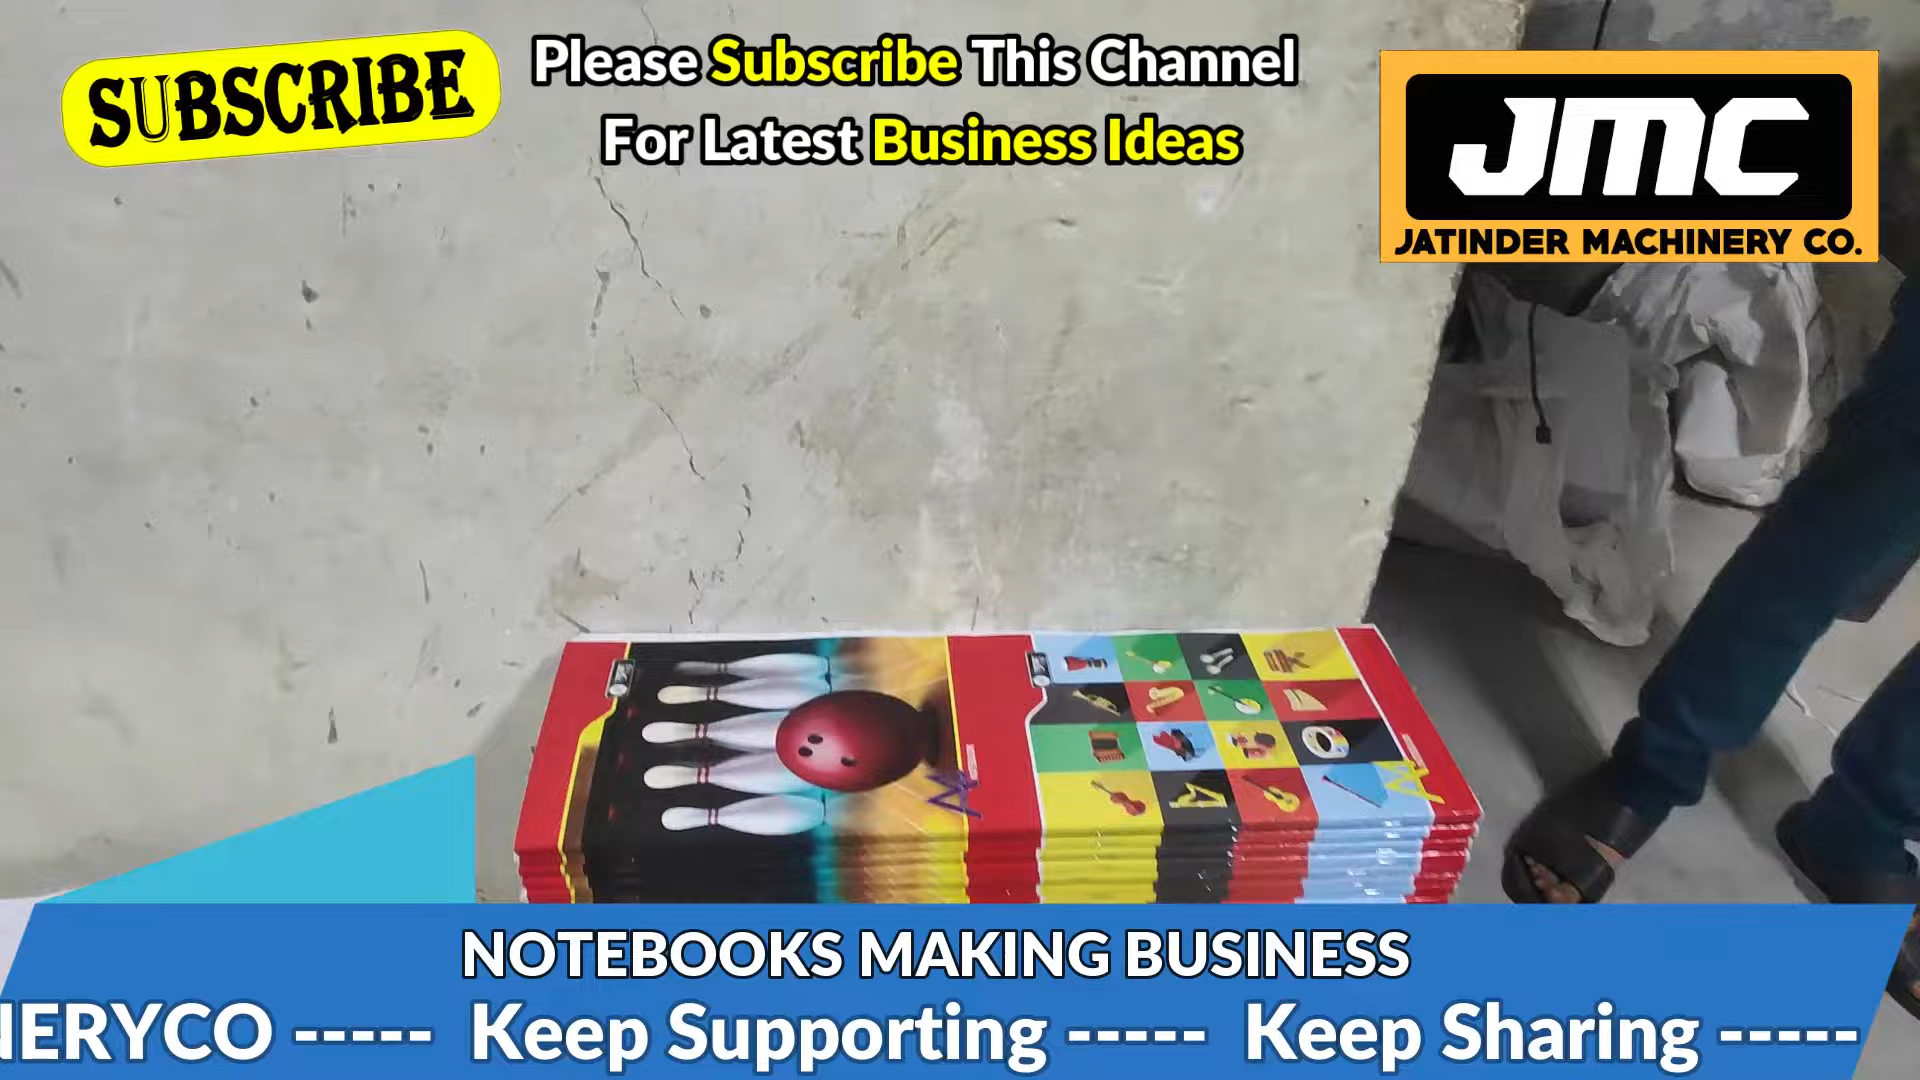 SUBSCRIBE
Please Subscribe This Channel
For Latest Business Ideas
JMC
JATINDER MACHINERY CO.
NOTEBOOKS MAKING BUSINESS
NERYCO ----- Keep Supporting ----- Keep Sharing -----